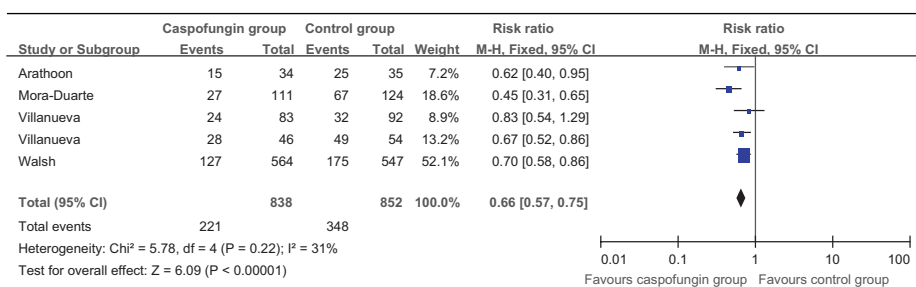 Caspofungin group Control group Risk ratio Risk ratio
Study or Subgroup Events Total Events Total Weight M-H, Fixed, 95% CI M-H, Fixed, 95% CI
Arathoon 15 34 25 35 7.2% 0.62 [0.40, 0.95]
Mora-Duarte 27 111 67 124 18.6% 0.45 [0.31, 0.65]
Villanueva 24 83 32 92 8.9% 0.83 [0.54, 1.29]
Villanueva 28 46 49 54 13.2% 0.67 [0.52, 0.86]
Walsh 127 564 175 547 52.1% 0.70 [0.58, 0.86]
Total (95% CI) 838 852 100.0% 0.66 [0.57, 0.75]
Total events 221 348
Heterogeneity: Chi² = 5.78, df = 4 (P = 0.22); I² = 31%
Test for overall effect: Z = 6.09 (P < 0.00001)
0.01 0.1 1 10 100
Favours caspofungin group Favours control group